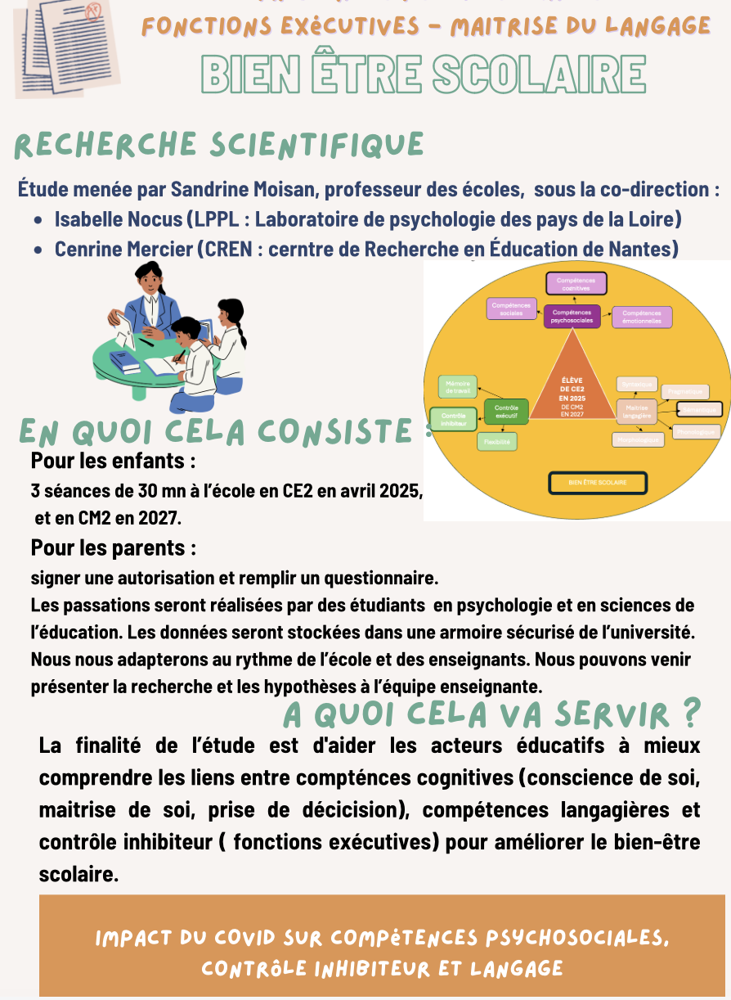 FONCTIONS EXéCUTIVES - MAITRISE DU LANGAGE
BIEN ÊTRE SCOLAIRE
RECHERCHE SCIENTIFIQUE
Étude menée par Sandrine Moisan, professeur des écoles, sous la co-direction :
• Isabelle Nocus (LPPL : Laboratoire de psychologie des pays de la Loire)
• Cenrine Mercier (CREN : cerntre de Recherche en Éducation de Nantes)
Compétences
cognitives
Compétences
sociales
Compétences
psychosociales
Compétences
émotionnelles
Mémoire
de travail
Contrôle
exécutif
Contrôle
inhibiteur
Flexibilité
ÉLÈVE
DE CE2
EN 2025
DE CM2
EN 2027
Syntaxique
Pragmatique
Maitrise
langagière
Sémantique
Phonologique
Morphologique
BIEN ÊTRE SCOLAIRE
EN QUOI CELA CONSISTE
Pour les enfants :
3 séances de 30 mn à l'école en CE2 en avril 2025,
et en CM2 en 2027.
Pour les parents :
signer une autorisation et remplir un questionnaire.
Les passations seront réalisées par des étudiants en psychologie et en sciences de
l'éducation. Les données seront stockées dans une armoire sécurisé de l'université.
Nous nous adapterons au rythme de l'école et des enseignants. Nous pouvons venir
présenter la recherche et les hypothèses à l'équipe enseignante.
A QUOI CELA VA SERVIR ?
La finalité de l'étude est d'aider les acteurs éducatifs à mieux
comprendre les liens entre compténces cognitives (conscience de soi,
maitrise de soi, prise de décicision), compétences langagières et
contrôle inhibiteur ( fonctions exécutives) pour améliorer le bien-être
scolaire.
IMPACT DU COVID SUR COMPéTENCES PSYCHOSOCIALES,
CONTRÔLE INHIBITEUR ET LANGAGE